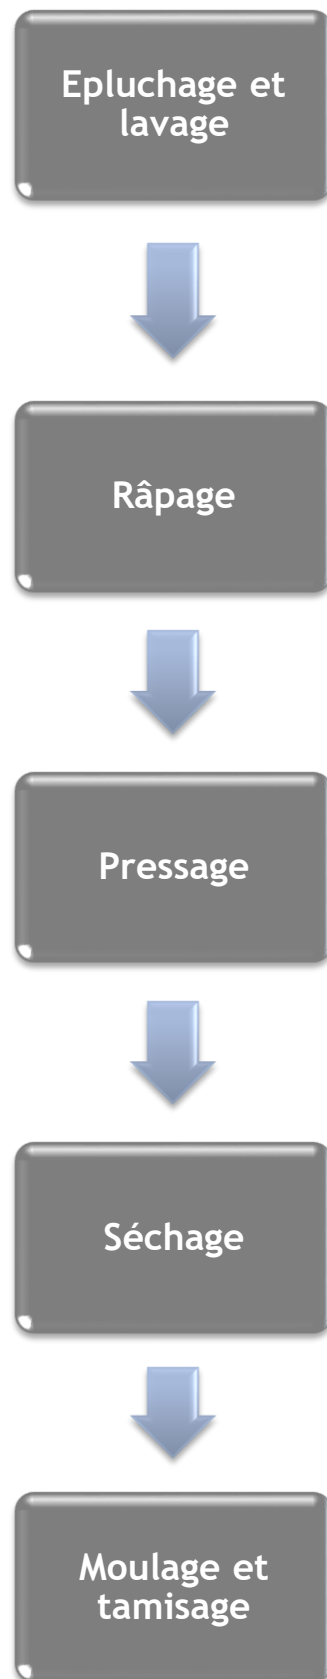 Epluchage et
lavage
Râpage
Pressage
Séchage
Moulage et
tamisage